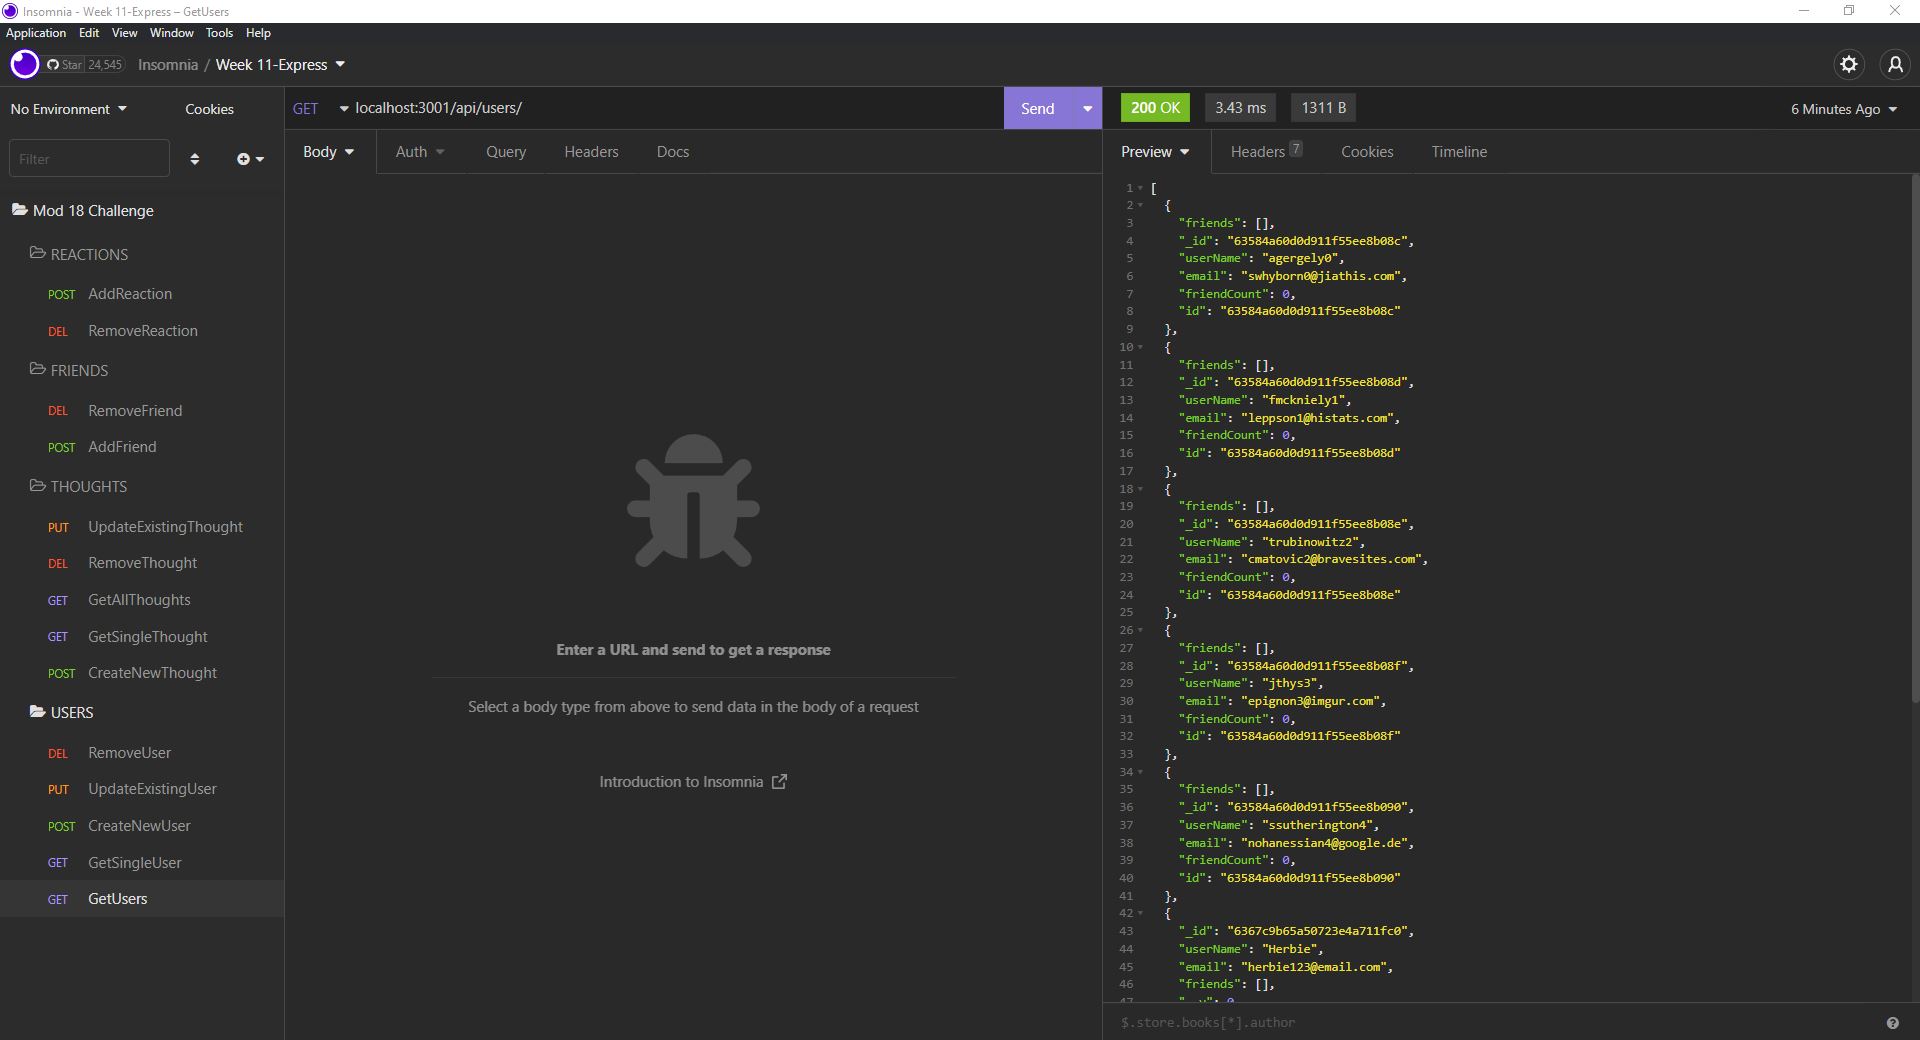 Insomnia - Week 11-Express – GetUsers
Application Edit View Window Tools Help
Star 24,545 Insomnia / Week 11-Express
No Environment Cookies
Filter
Mod 18 Challenge
REACTIONS
POST AddReaction
DEL RemoveReaction
FRIENDS
DEL RemoveFriend
POST AddFriend
THOUGHTS
PUT UpdateExistingThought
DEL RemoveThought
GET GetAllThoughts
GET GetSingleThought
POST CreateNewThought
USERS
DEL RemoveUser
PUT UpdateExistingUser
POST CreateNewUser
GET GetSingleUser
GET GetUsers
GET localhost:3001/api/users/ Send
Body Auth Query Headers Docs
Enter a URL and send to get a response
Select a body type from above to send data in the body of a request
Introduction to Insomnia
200 OK 3.43 ms 1311 B 6 Minutes Ago
Preview Headers 7 Cookies Timeline
1 [
2 {
3 "friends": [],
4 "_id": "63584a60d0d911f55ee8b08c",
5 "userName": "agergely0",
6 "email": "swhyborn0@jiathis.com",
7 "friendCount": 0,
8 "id": "63584a60d0d911f55ee8b08c"
9 },
10 {
11 "friends": [],
12 "_id": "63584a60d0d911f55ee8b08d",
13 "userName": "fmckniely1",
14 "email": "leppson1@histats.com",
15 "friendCount": 0,
16 "id": "63584a60d0d911f55ee8b08d"
17 },
18 {
19 "friends": [],
20 "_id": "63584a60d0d911f55ee8b08e",
21 "userName": "trubinowitz2",
22 "email": "cmatovic2@bravesites.com",
23 "friendCount": 0,
24 "id": "63584a60d0d911f55ee8b08e"
25 },
26 {
27 "friends": [],
28 "_id": "63584a60d0d911f55ee8b08f",
29 "userName": "jthys3",
30 "email": "epignon3@imgur.com",
31 "friendCount": 0,
32 "id": "63584a60d0d911f55ee8b08f"
33 },
34 {
35 "friends": [],
36 "_id": "63584a60d0d911f55ee8b090",
37 "userName": "ssutherington4",
38 "email": "nohanessian4@google.de",
39 "friendCount": 0,
40 "id": "63584a60d0d911f55ee8b090"
41 },
42 {
43 "_id": "6367c9b65a50723e4a711fc0",
44 "userName": "Herbie",
45 "email": "herbie123@email.com",
46 "friends": [],
$.store.books[*].author